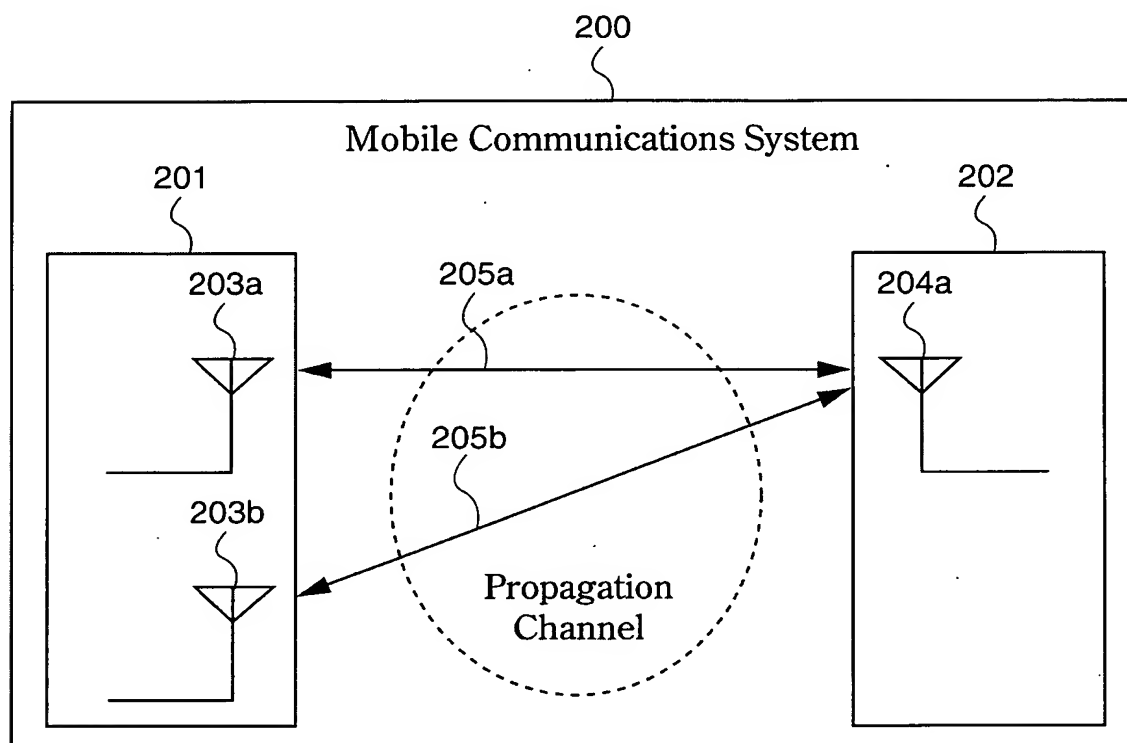 200
Mobile Communications System
201
202
203a
205a
204a
205b
203b
Propagation
Channel